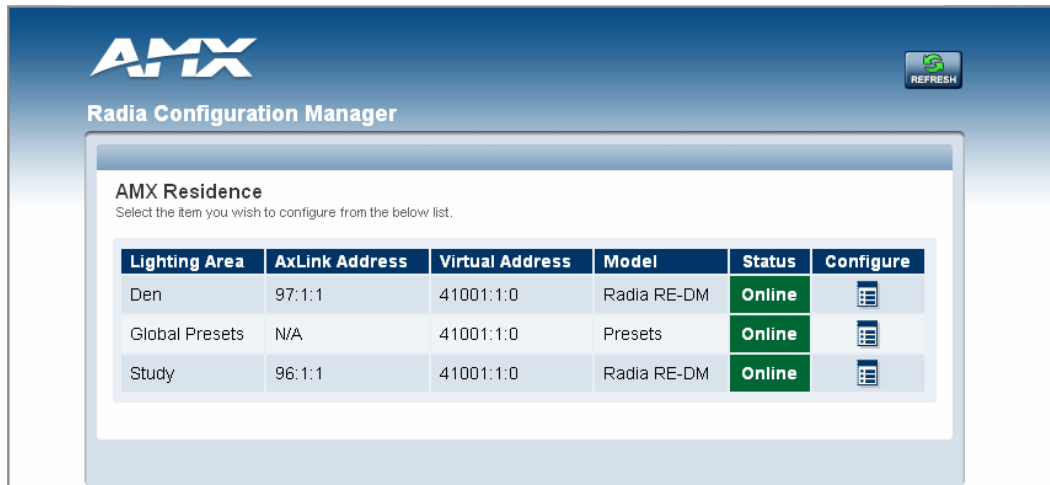 AMX
REFRESH
Radia Configuration Manager
AMX Residence
Select the item you wish to configure from the below list.
Lighting Area AxLink Address Virtual Address Model Status Configure
Den 97:1:1 41001:1:0 Radia RE-DM Online
Global Presets N/A 41001:1:0 Presets Online
Study 96:1:1 41001:1:0 Radia RE-DM Online